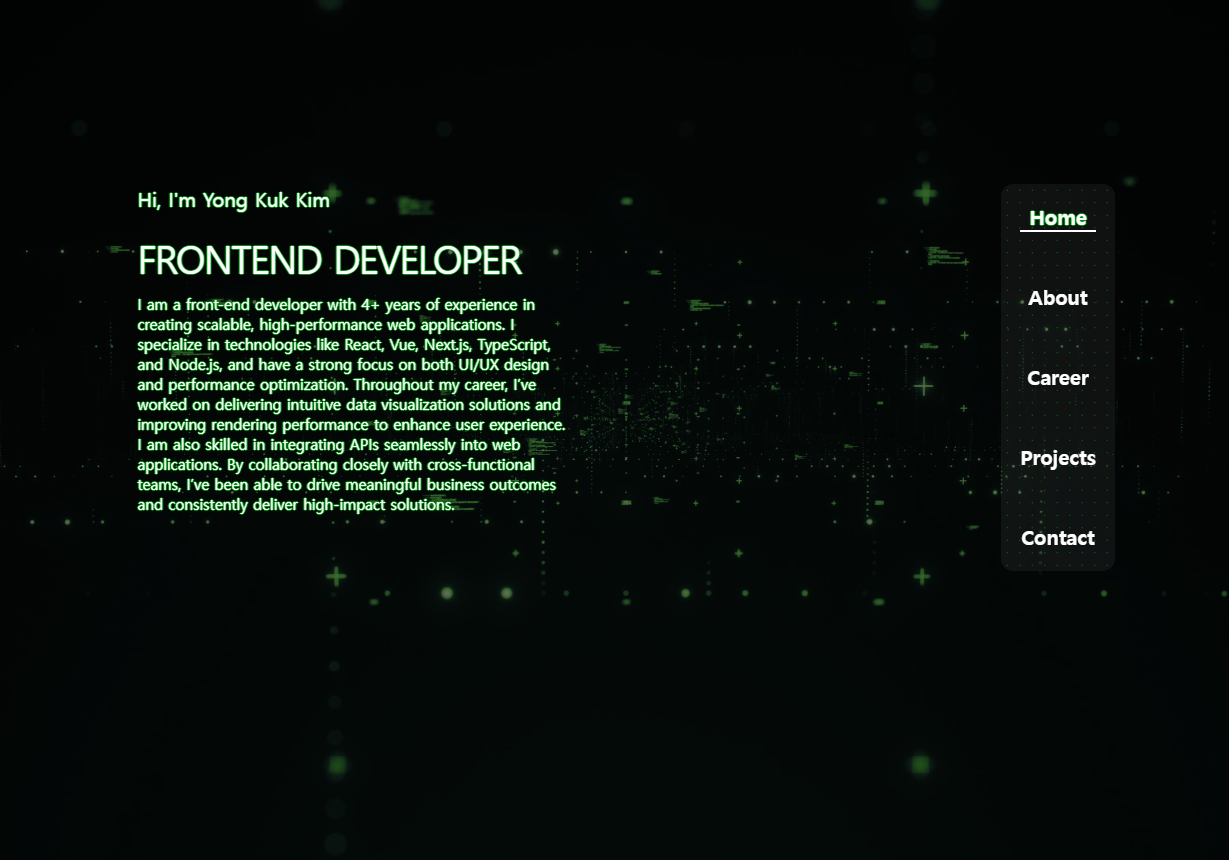 Hi, I'm Yong Kuk Kim
FRONTEND DEVELOPER
I am a front-end developer with 4+ years of experience in
creating scalable, high-performance web applications. I
specialize in technologies like React, Vue, Next.js, TypeScript,
and Node.js, and have a strong focus on both UI/UX design
and performance optimization. Throughout my career, I've
worked on delivering intuitive data visualization solutions and
improving rendering performance to enhance user experience.
I am also skilled in integrating APIs seamlessly into web
applications. By collaborating closely with cross-functional
teams, I've been able to drive meaningful business outcomes
and consistently deliver high-impact solutions.
Home
About
Career
Projects
Contact